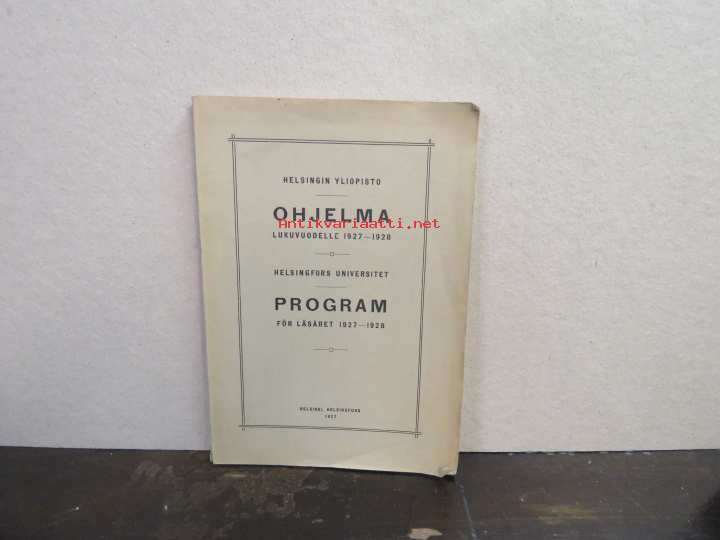 HELSINGIN YLIOPISTO
OHJELMA
Antikvariaatti.net
LUKUVUODELLE 1927—1928
HELSINGFORS UNIVERSITET
PROGRAM
FÖR LÄSÅRET 1927—1928
HELSINKI, HELSINGFORS
1927